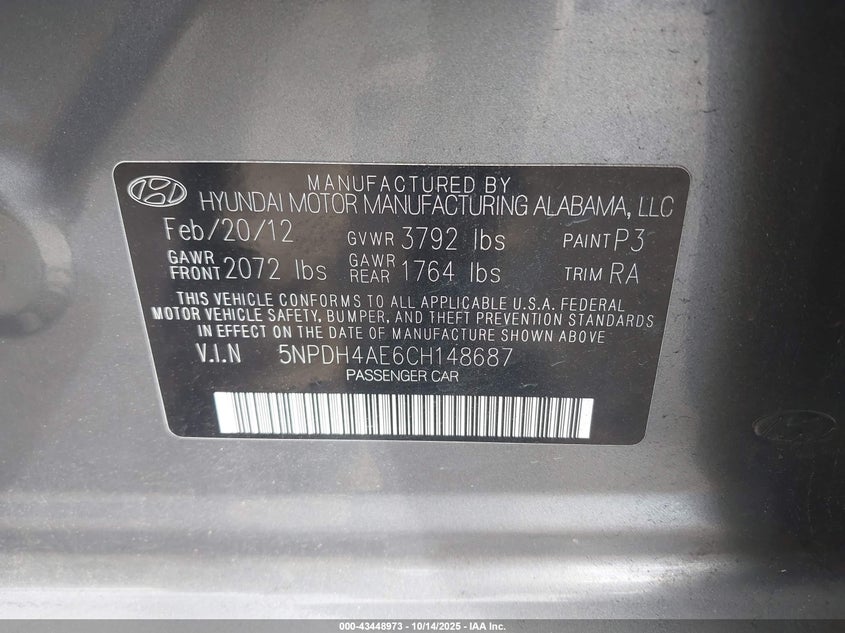 MANUFACTURED BY
HYUNDAI MOTOR MANUFACTURING ALABAMA, LLC
Feb/20/12 GVWR 3792 lbs PAINT P3
GAWR FRONT 2072 lbs GAWR REAR 1764 lbs TRIM RA
THIS VEHICLE CONFORMS TO ALL APPLICABLE U.S.A. FEDERAL
MOTOR VEHICLE SAFETY, BUMPER, AND THEFT PREVENTION STANDARDS
IN EFFECT ON THE DATE OF MANUFACTURE SHOWN ABOVE
V.I.N 5NPDH4AE6CH148687
PASSENGER CAR
000-43448973 - 10/14/2025 - IAA Inc.